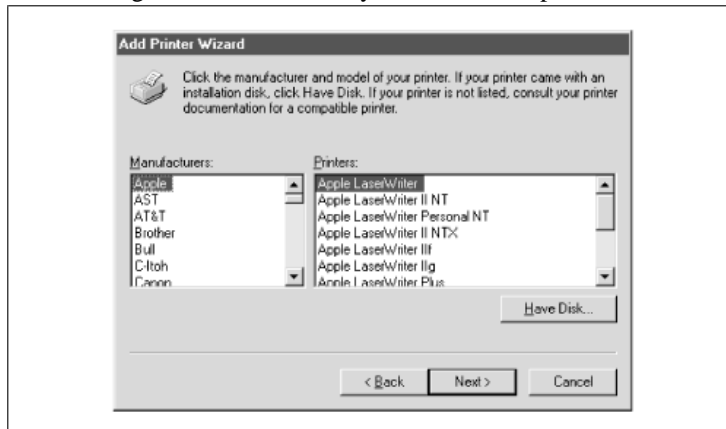 Add Printer Wizard
Click the manufacturer and model of your printer. If your printer came with an
installation disk, click Have Disk. If your printer is not listed, consult your printer
documentation for a compatible printer.
Manufacturers:
Apple
AST
AT&T
Brother
Bull
C-Itoh
Canon
Printers:
Apple LaserWriter
Apple LaserWriter II NT
Apple LaserWriter Personal NT
Apple LaserWriter II NTX
Apple LaserWriter IIf
Apple LaserWriter IIg
Apple LaserWriter Plus
Have Disk...
< Back
Next >
Cancel